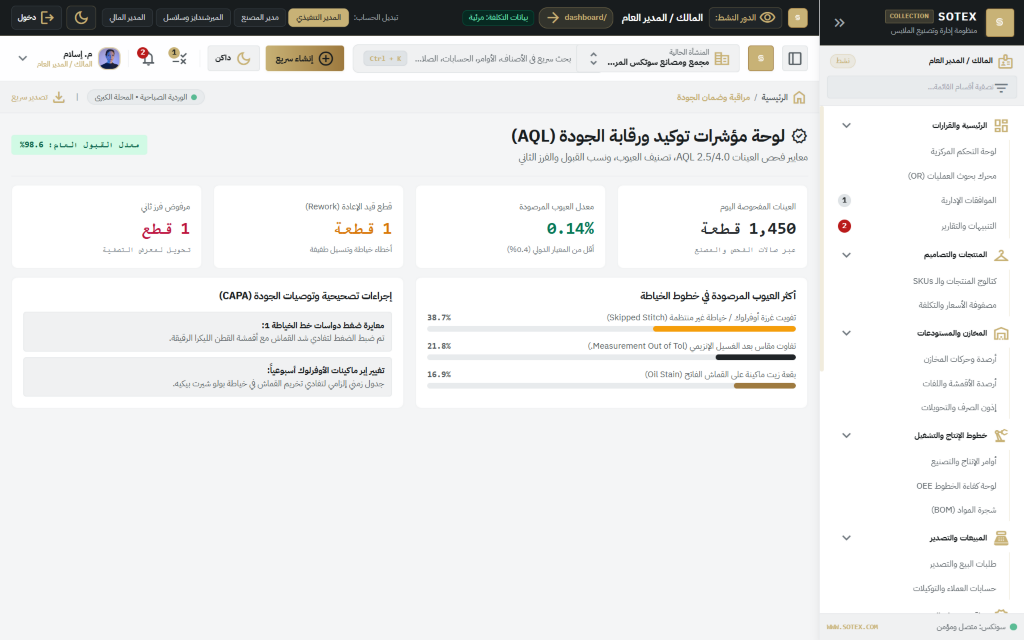 SOTEX COLLECTION
منظومة إدارة وتصنيع الملابس
المالك / المدير العام
نشط
تصفية أقسام القائمة...
الرئيسية والقرارات
لوحة التحكم المركزية
محرك بحوث العمليات (OR)
الموافقات الإدارية
1
التنبيهات والتقارير
2
المنتجات والتصاميم
كتالوج المنتجات والـ SKUs
مصفوفة الأسعار والتكلفة
المخازن والمستودعات
أرصدة وحركات المخازن
أرصدة الأقمشة واللفات
إذون الصرف والتحويلات
خطوط الإنتاج والتشغيل
أوامر الإنتاج والتصنيع
لوحة كفاءة الخطوط OEE
شجرة المواد (BOM)
المبيعات والتصدير
طلبات البيع والتصدير
حسابات العملاء والتوكيلات
سوتكس: متصل ومؤمن
WWW.SOTEX.COM
S
الدور النشط:
المالك / المدير العام
/dashboard
بيانات التكلفة: مرئية
تبديل الحساب:
المدير التنفيذي
مدير المصنع
الميرشندايز وسلاسل
المدير المالي
دخول
S
المنشأة الحالية
مجمع ومصانع سوتكس المر...
بحث سريع في الأصناف، الأوامر، الحسابات، الصلا...
Ctrl + K
إنشاء سريع
داكن
1
2
م. إسلام
المالك / المدير العام
الرئيسية / مراقبة وضمان الجودة
الوردية الصباحية • المحلة الكبرى
تصدير سريع
لوحة مؤشرات توكيد ورقابة الجودة (AQL)
معايير فحص العينات AQL 2.5/4.0، تصنيف العيوب، ونسب القبول والفرز الثاني
معدل القبول العام: 98.6%
العينات المفحوصة اليوم
1,450 قطعة
عبر صالات الفحص والمصنع
معدل العيوب المرصودة
0.14%
أقل من المعيار الدولي (0.4%)
قطع قيد الإعادة (Rework)
1 قطعة
أخطاء خياطة وتنسيل طفيفة
مرفوض فرز ثاني
1 قطع
تحويل لمعرض التصفية
أكثر العيوب المرصودة في خطوط الخياطة
تفويت غرزة أوفرلوك / خياطة غير منتظمة (Skipped Stitch)
38.7%
تفاوت مقاس بعد الغسيل الإنزيمي (Measurement Out of Tol.)
21.8%
بقعة زيت ماكينة على القماش الفاتح (Oil Stain)
16.9%
إجراءات تصحيحية وتوصيات الجودة (CAPA)
معايرة ضغط دواسات خط الخياطة 1:
تم ضبط الضغط لتفادي شد القماش مع أقمشة القطن الليكرا الرقيقة.
تغيير إبر ماكينات الأوفرلوك أسبوعياً:
جدول زمني إلزامي لتفادي تخريم القماش في خياطة بولو شيرت بيكيه.